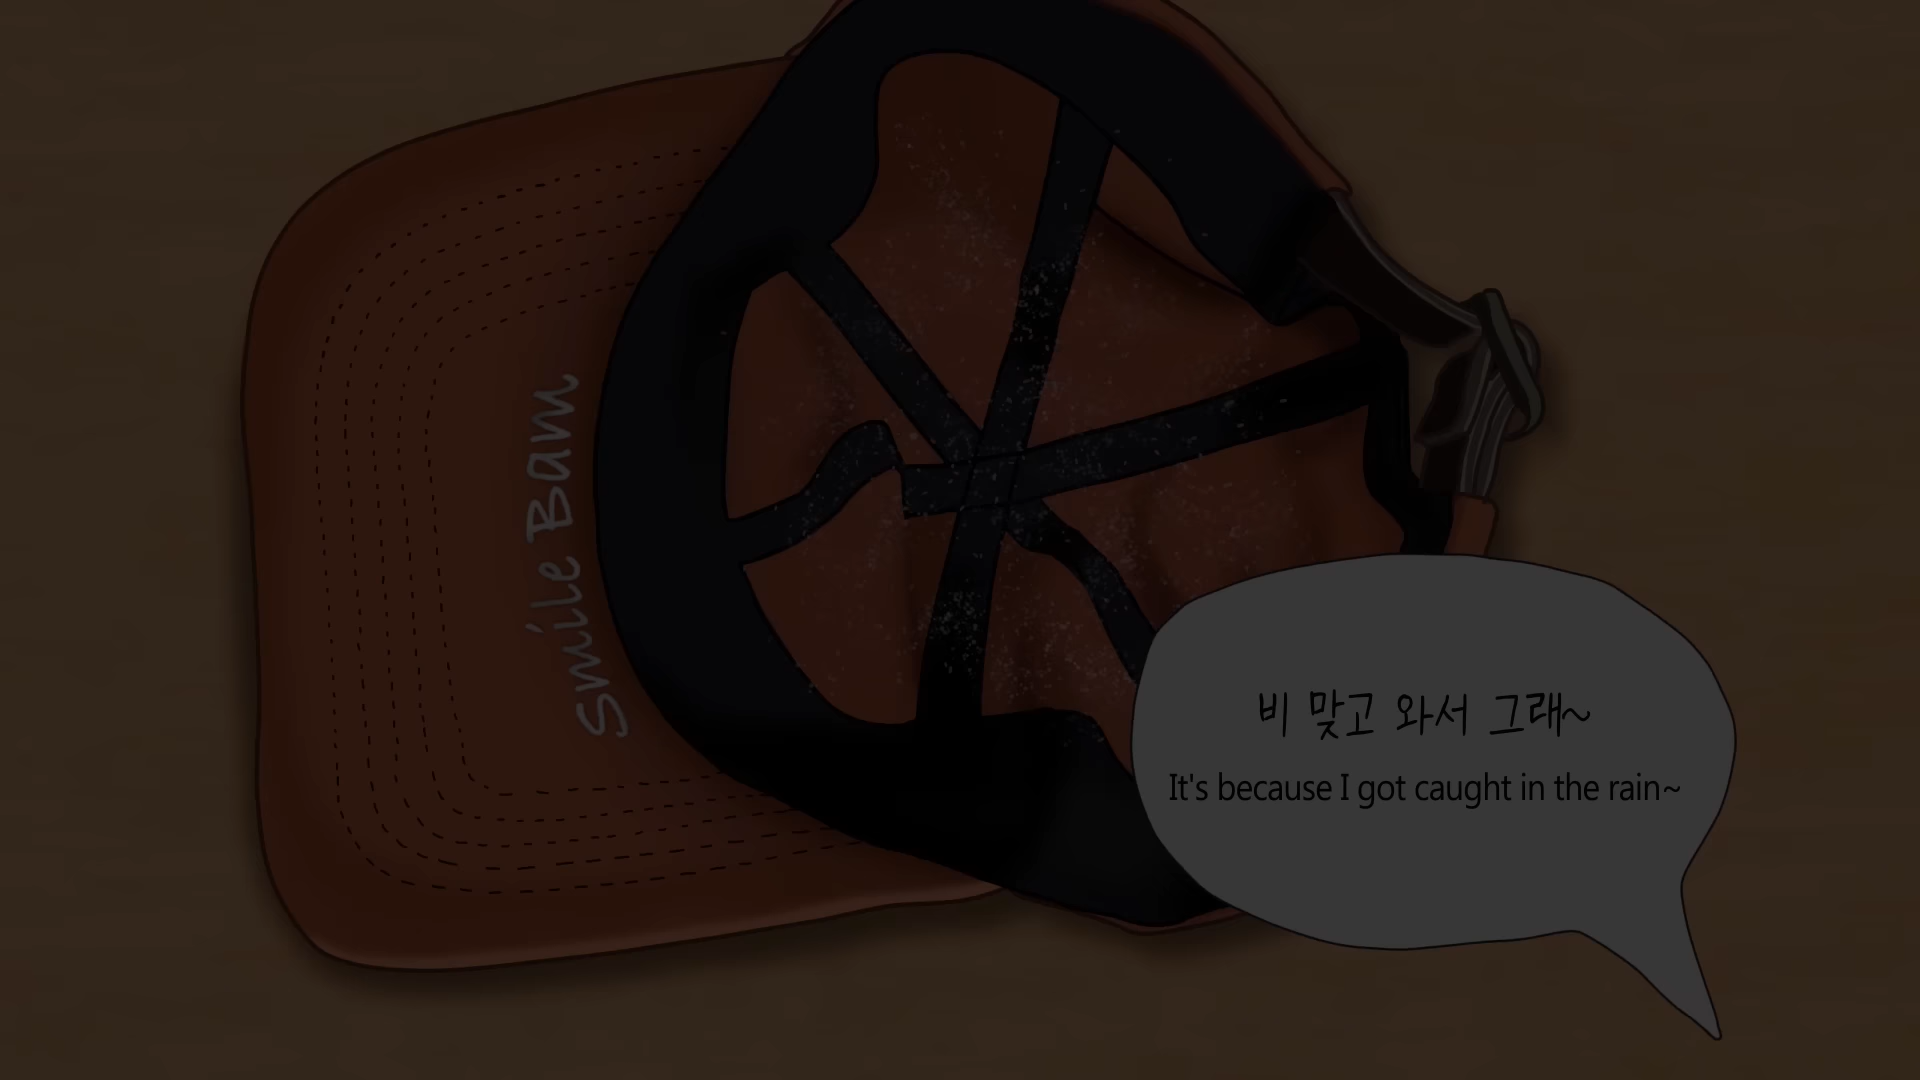 Smile Bam
비 맞고 와서 그래~
It's because I got caught in the rain~